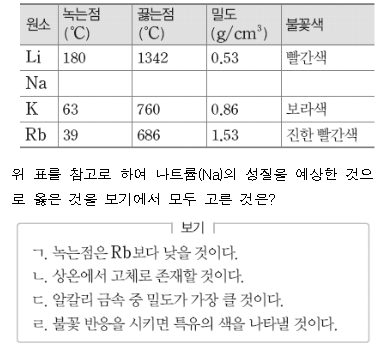 원소 녹는점 (℃) 끓는점 (℃) 밀도 (g/cm³) 불꽃색
Li 180 1342 0.53 빨간색
Na
K 63 760 0.86 보라색
Rb 39 686 1.53 진한 빨간색
위 표를 참고로 하여 나트륨(Na)의 성질을 예상한 것으
로 옳은 것을 보기에서 모두 고른 것은?
보기
ㄱ. 녹는점은 Rb보다 낮을 것이다.
ㄴ. 상온에서 고체로 존재할 것이다.
ㄷ. 알칼리 금속 중 밀도가 가장 클 것이다.
ㄹ. 불꽃 반응을 시키면 특유의 색을 나타낼 것이다.